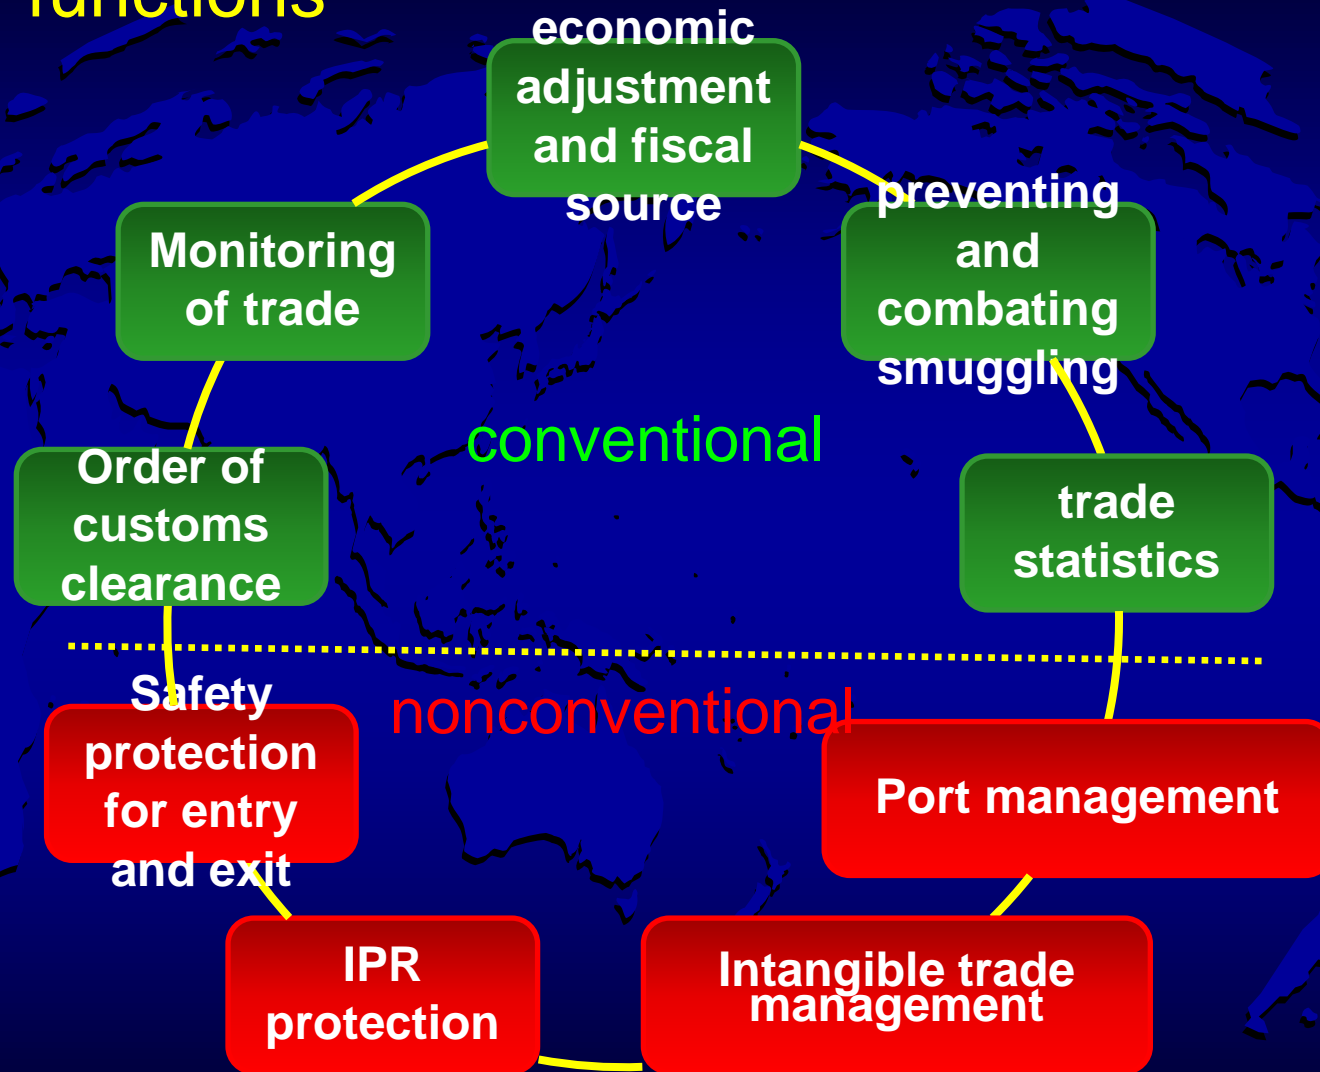 functions
economic
adjustment
and fiscal
source
Monitoring
of trade
preventing
and
combating
smuggling
conventional
Order of
customs
clearance
trade
statistics
nonconventional
Safety
protection
for entry
and exit
Port management
IPR
protection
Intangible trade
management